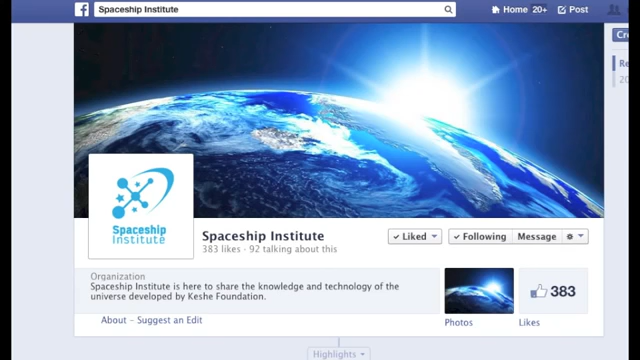 Spaceship Institute
Home 20+ Post
Spaceship
Institute
Spaceship Institute
383 likes · 92 talking about this
Liked
Following
Message
Organization
Spaceship Institute is here to share the knowledge and technology of the
universe developed by Keshe Foundation.
About – Suggest an Edit
383
Photos
Likes
Highlights